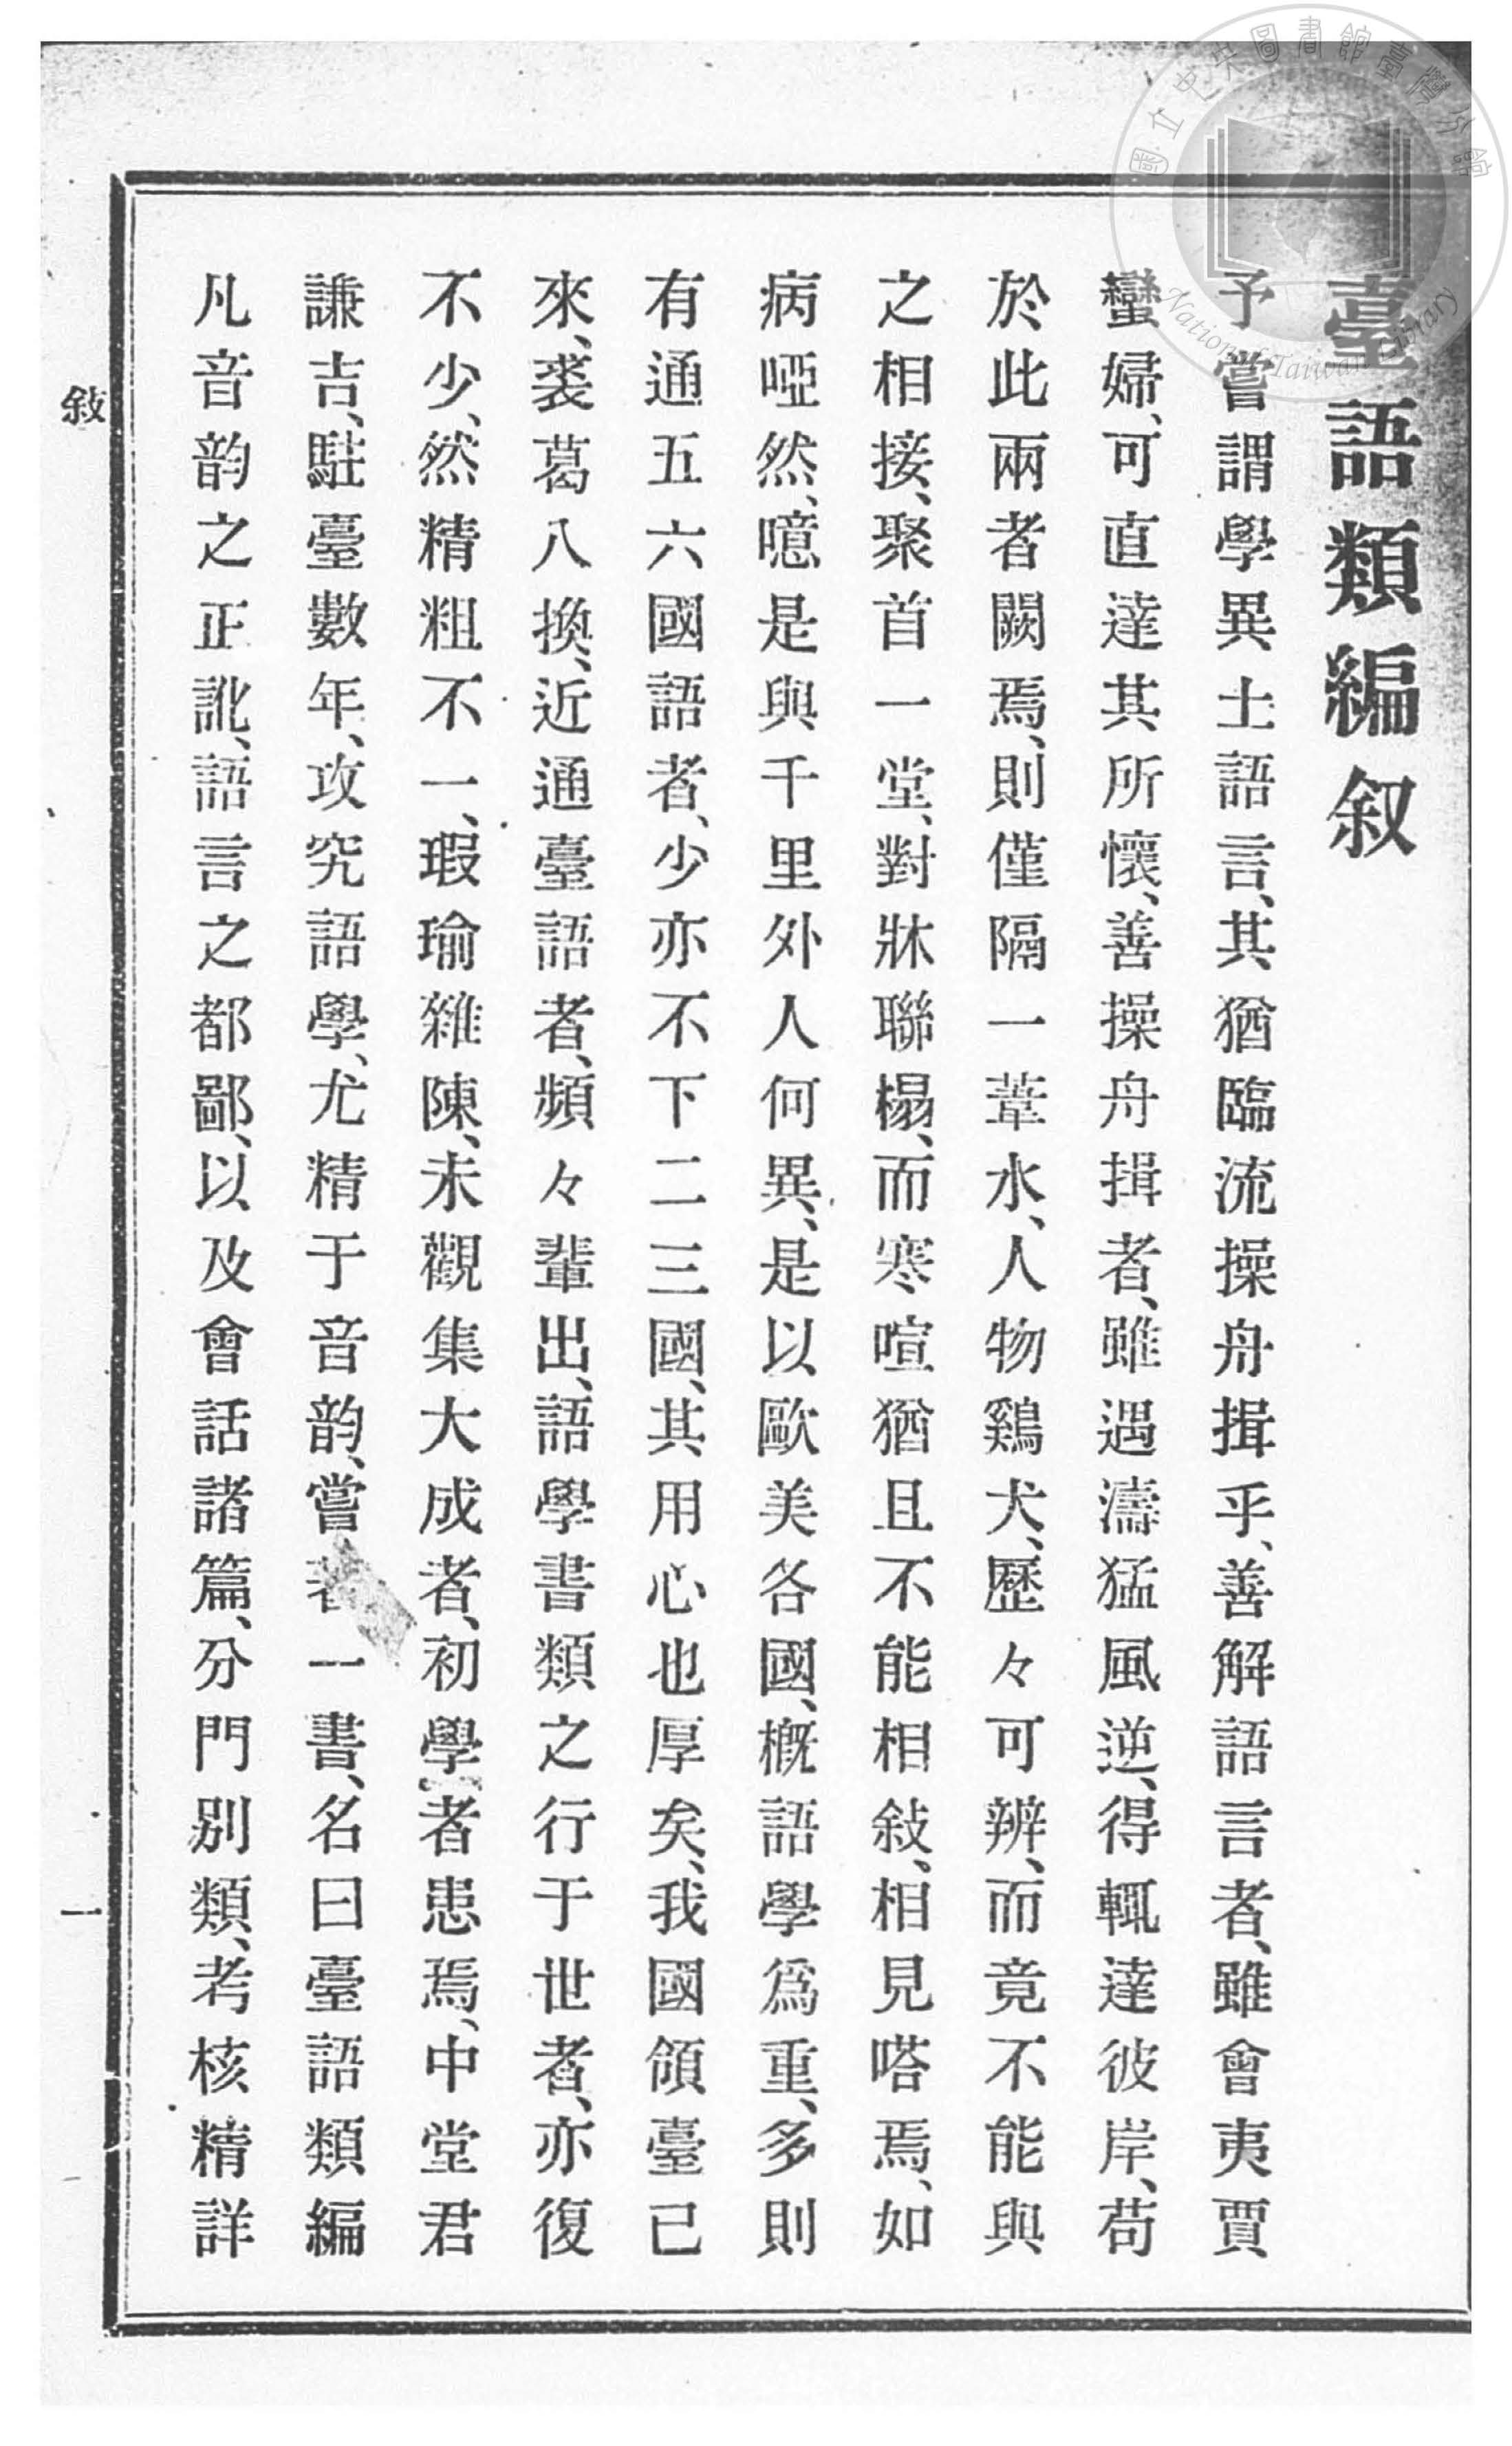 臺語類編叙
予嘗謂學異土語言、其猶臨流操舟揖乎、善解語言者、雖會夷賈
蠻婦、可直達其所懷、善操舟揖者、雖遇濤猛風逆、得輒達彼岸、苟
於此兩者闕焉、則僅隔一葦水、人物鷄犬、歷々可辨、而竟不能與
之相接、聚首一堂、對牀聯榻、而寒喧猶且不能相敍、相見嗒焉、如
病啞然、噫是與千里外人何異、是以歐美各國、槪語學爲重、多則
有通五六國語者、少亦不下二三國、其用心也厚矣、我國領臺已
來、裘葛八換、近通臺語者、頻々輩出、語學書類之行于世者、亦復
不少、然精粗不一、瑕瑜雜陳、未觀集大成者、初學者患焉、中堂君
謙吉、駐臺數年、攻究語學、尤精于音韵、嘗著一書、名曰臺語類編
凡音韵之正訛、語言之都鄙、以及會話諸篇、分門別類、考核精詳
敍
一
國立中央圖書館臺灣分館
National Taiwan Library